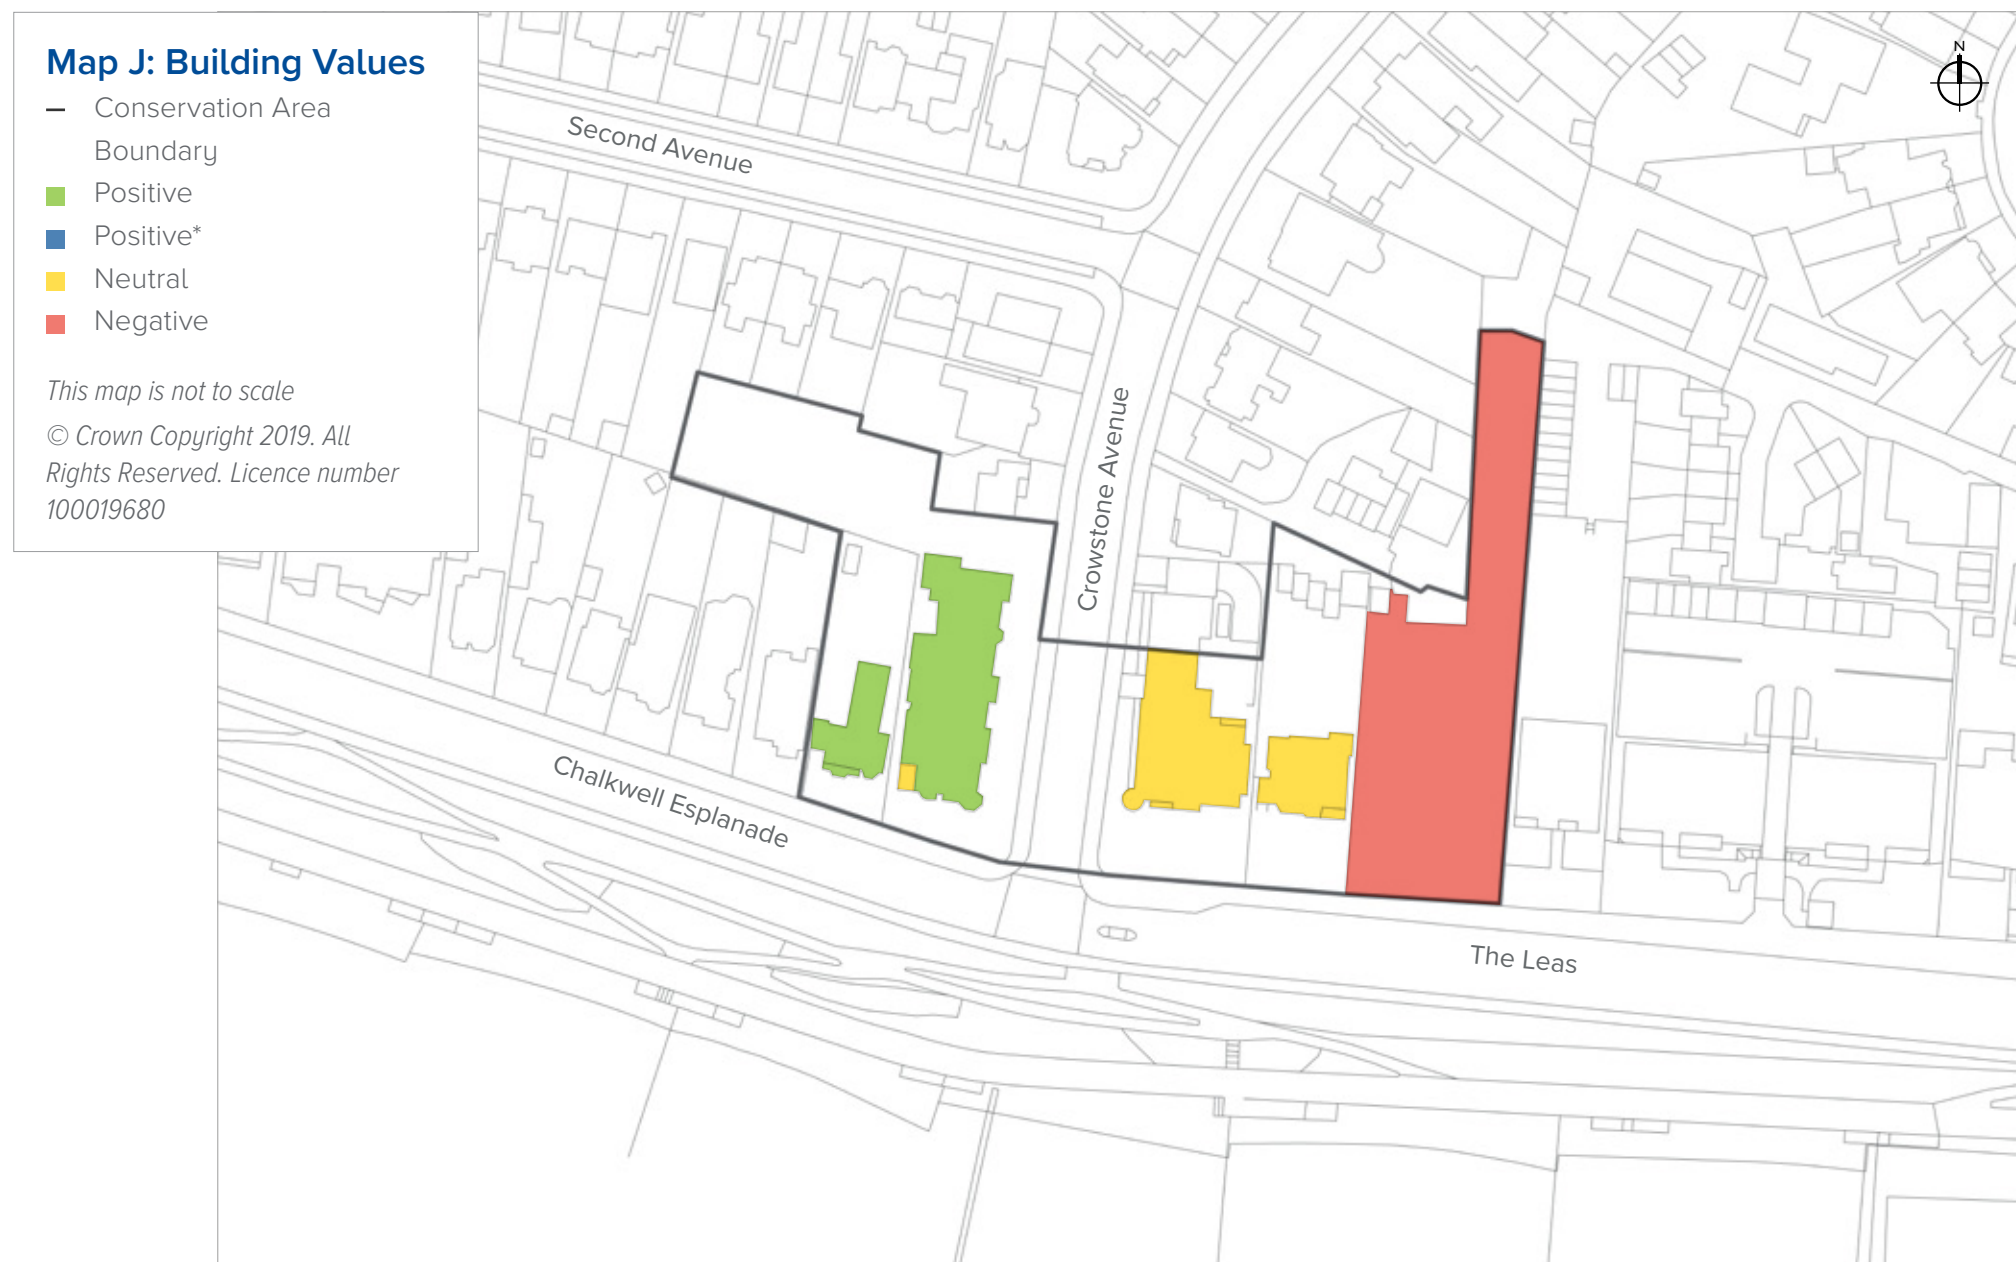 Map J: Building Values
Conservation Area
Boundary
Positive
Positive*
Neutral
Negative
This map is not to scale
© Crown Copyright 2019. All
Rights Reserved. Licence number
100019680
N
Second Avenue
Crowstone Avenue
Chalkwell Esplanade
The Leas